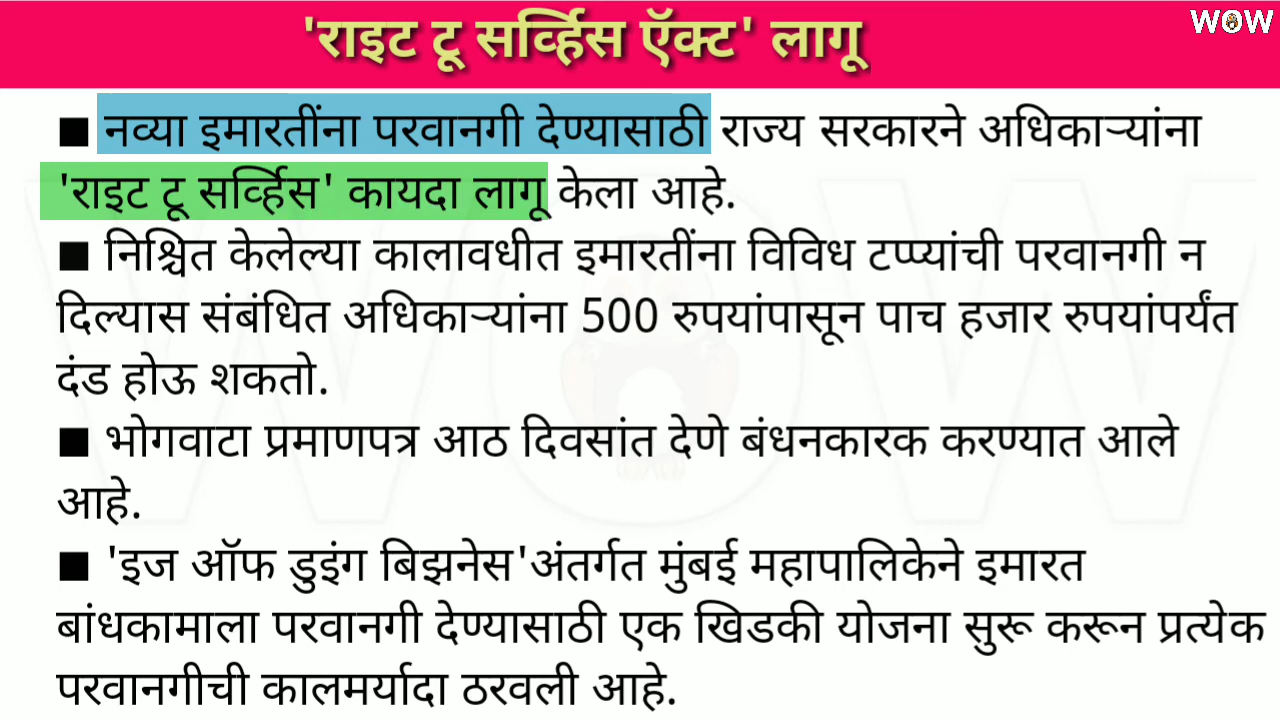 'राइट टू सर्व्हिस ऍक्ट' लागू
WOW
■ नव्या इमारतींना परवानगी देण्यासाठी राज्य सरकारने अधिकाऱ्यांना
'राइट टू सर्व्हिस' कायदा लागू केला आहे.
■ निश्चित केलेल्या कालावधीत इमारतींना विविध टप्प्यांची परवानगी न
दिल्यास संबंधित अधिकाऱ्यांना 500 रुपयांपासून पाच हजार रुपयांपर्यंत
दंड होऊ शकतो.
■ भोगवाटा प्रमाणपत्र आठ दिवसांत देणे बंधनकारक करण्यात आले
आहे.
■ 'इज ऑफ डुइंग बिझनेस'अंतर्गत मुंबई महापालिकेने इमारत
बांधकामाला परवानगी देण्यासाठी एक खिडकी योजना सुरू करून प्रत्येक
परवानगीची कालमर्यादा ठरवली आहे.
WOW